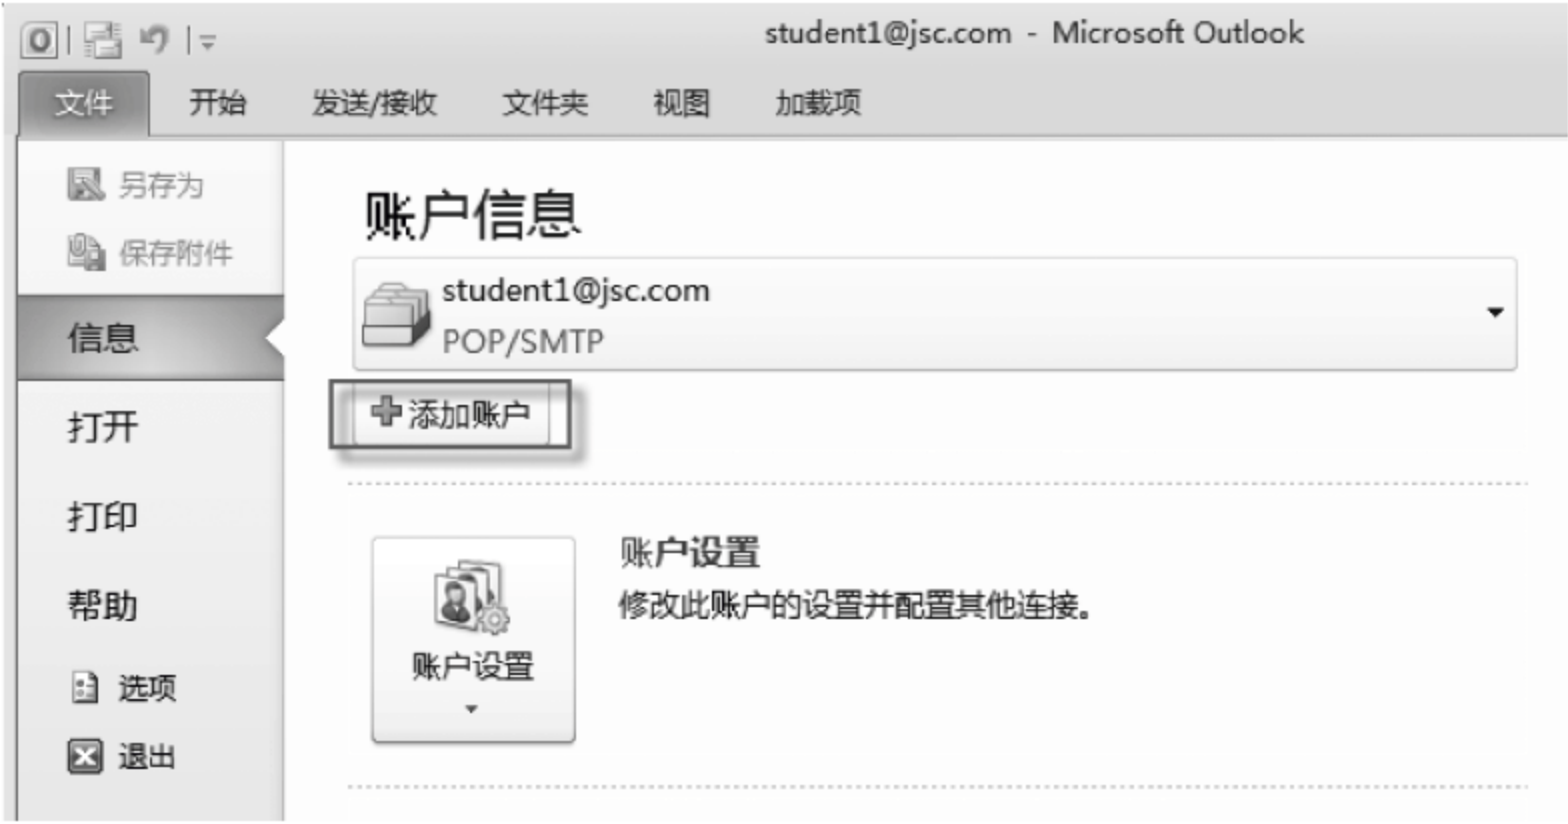 student1@jsc.com - Microsoft Outlook
文件 开始 发送/接收 文件夹 视图 加载项
另存为
保存附件
信息
打开
打印
帮助
选项
退出
账户信息
student1@jsc.com
POP/SMTP
添加账户
账户设置
账户设置
修改此账户的设置并配置其他连接。